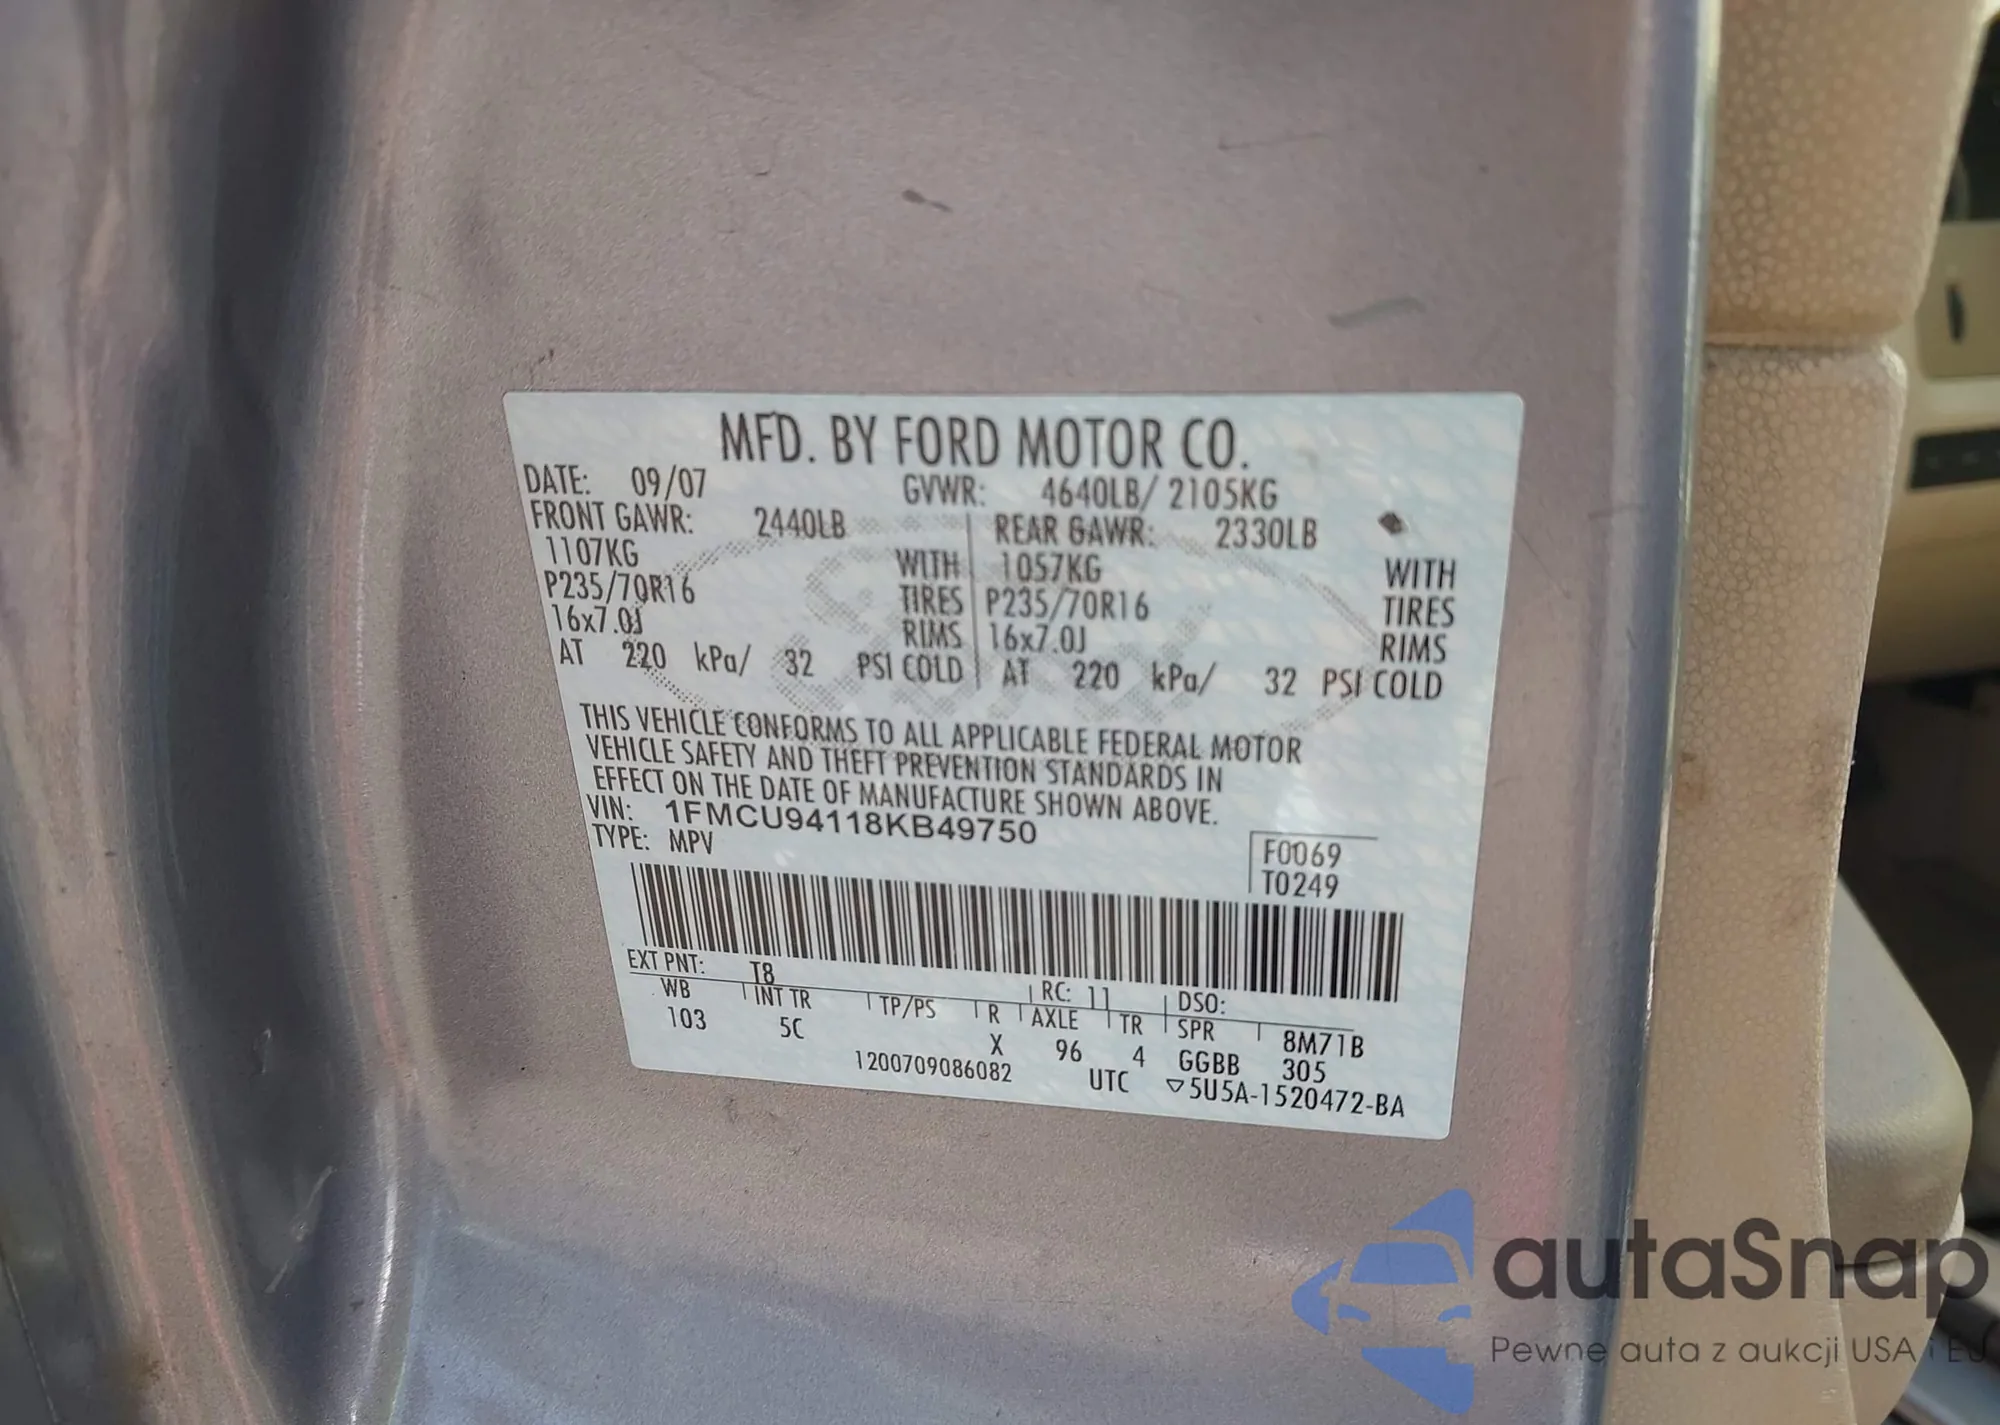 MFD. BY FORD MOTOR CO.
DATE: 09/07 GVWR: 4640LB/ 2105KG
FRONT GAWR: 2440LB REAR GAWR: 2330LB
1107KG WITH 1057KG WITH
P235/70R16 TIRES P235/70R16 TIRES
16x7.0J RIMS 16x7.0J RIMS
AT 220 kPa/ 32 PSI COLD AT 220 kPa/ 32 PSI COLD
THIS VEHICLE CONFORMS TO ALL APPLICABLE FEDERAL MOTOR
VEHICLE SAFETY AND THEFT PREVENTION STANDARDS IN
EFFECT ON THE DATE OF MANUFACTURE SHOWN ABOVE.
VIN: 1FMCU94118KB49750
TYPE: MPV
F0069
T0249
EXT PNT: T8 RC: 11 DSO:
WB INT TR TP/PS R AXLE TR SPR 8M71B
103 5C X 96 4 GGBB 305
1200709086082 UTC ▽5U5A-1520472-BA
autaSnap
Pewne auta z aukcji USA i EU